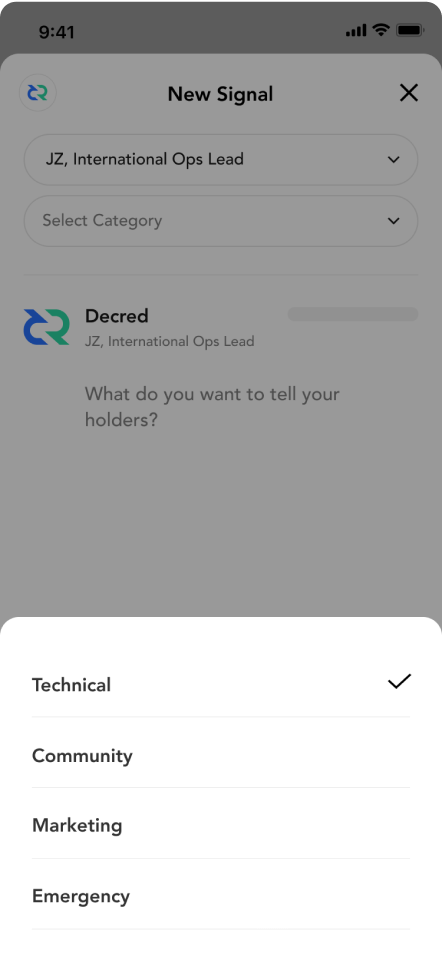 9:41
New Signal
JZ, International Ops Lead
Select Category
Decred
JZ, International Ops Lead
What do you want to tell your
holders?
Technical
Community
Marketing
Emergency